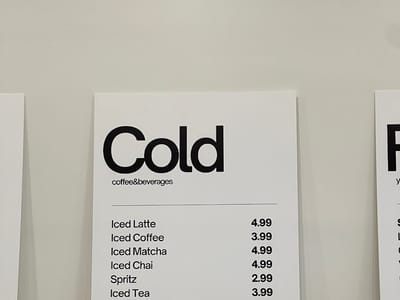 Cold
coffee&beverages
Iced Latte 4.99
Iced Coffee 3.99
Iced Matcha 4.99
Iced Chai 4.99
Spritz 2.99
Iced Tea 3.99